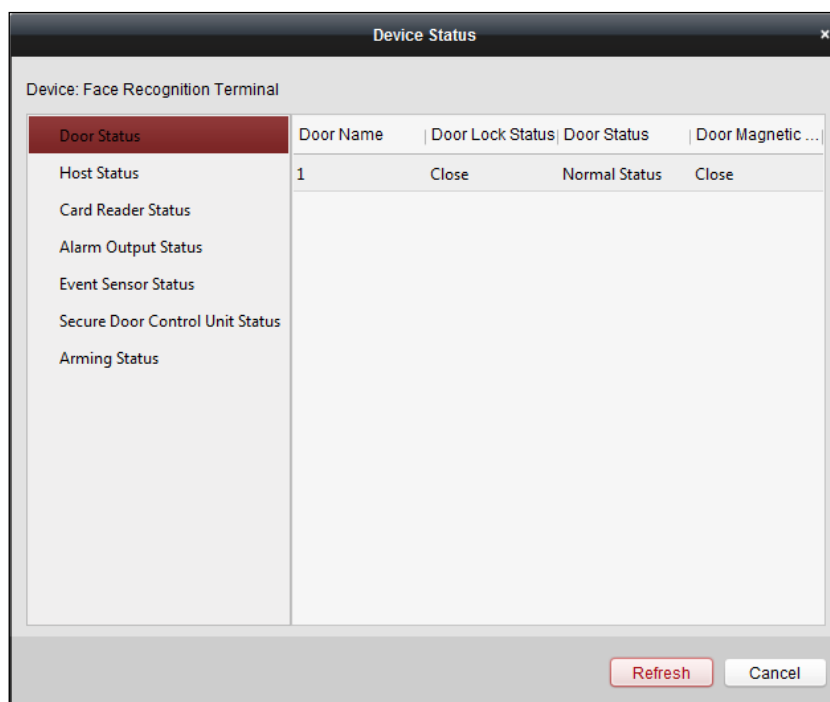 Device Status
×
Device: Face Recognition Terminal
Door Status
Host Status
Card Reader Status
Alarm Output Status
Event Sensor Status
Secure Door Control Unit Status
Arming Status
Door Name Door Lock Status Door Status Door Magnetic ...
1 Close Normal Status Close
Refresh Cancel